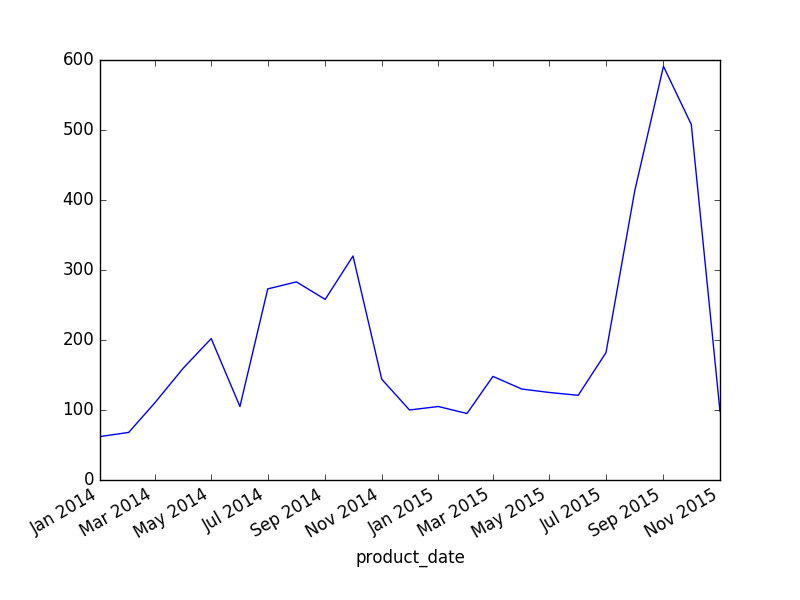 600
500
400
300
200
100
0
Jan 2014
Mar 2014
May 2014
Jul 2014
Sep 2014
Nov 2014
Jan 2015
Mar 2015
May 2015
Jul 2015
Sep 2015
Nov 2015
product_date